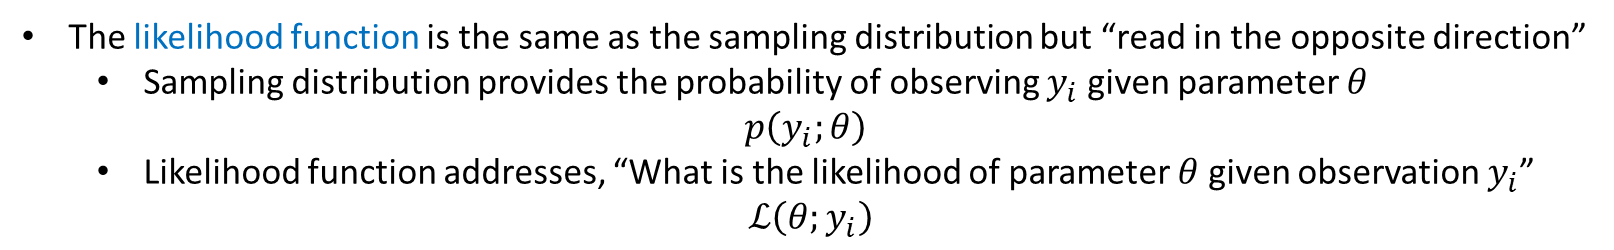 • The likelihood function is the same as the sampling distribution but “read in the opposite direction”
• Sampling distribution provides the probability of observing 𝑦ᵢ given parameter 𝜃
𝑝(𝑦ᵢ; 𝜃)
• Likelihood function addresses, “What is the likelihood of parameter 𝜃 given observation 𝑦ᵢ”
ℒ(𝜃; 𝑦ᵢ)